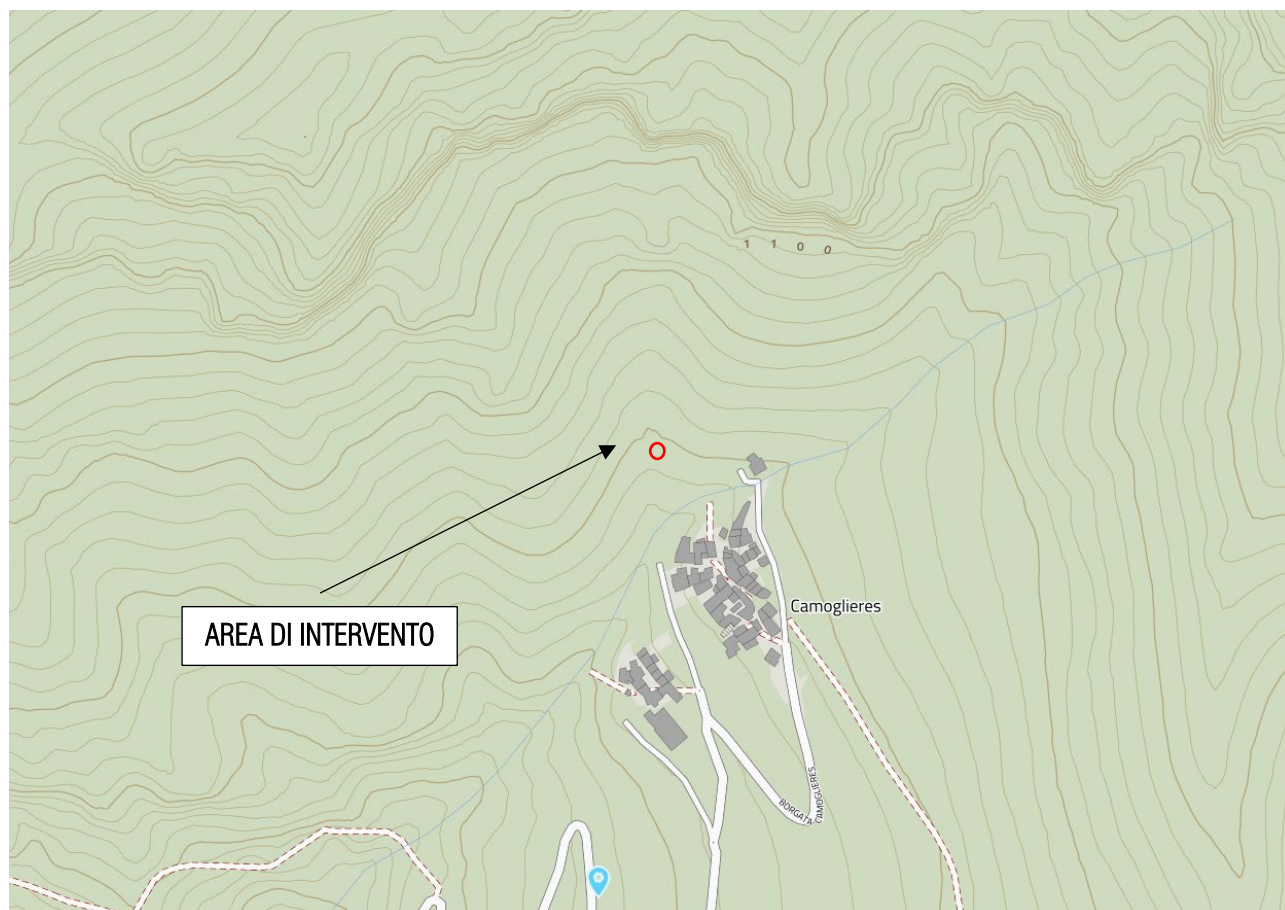 1100
AREA DI INTERVENTO
Camoglieres
BORGATA
CAMOGLIERES